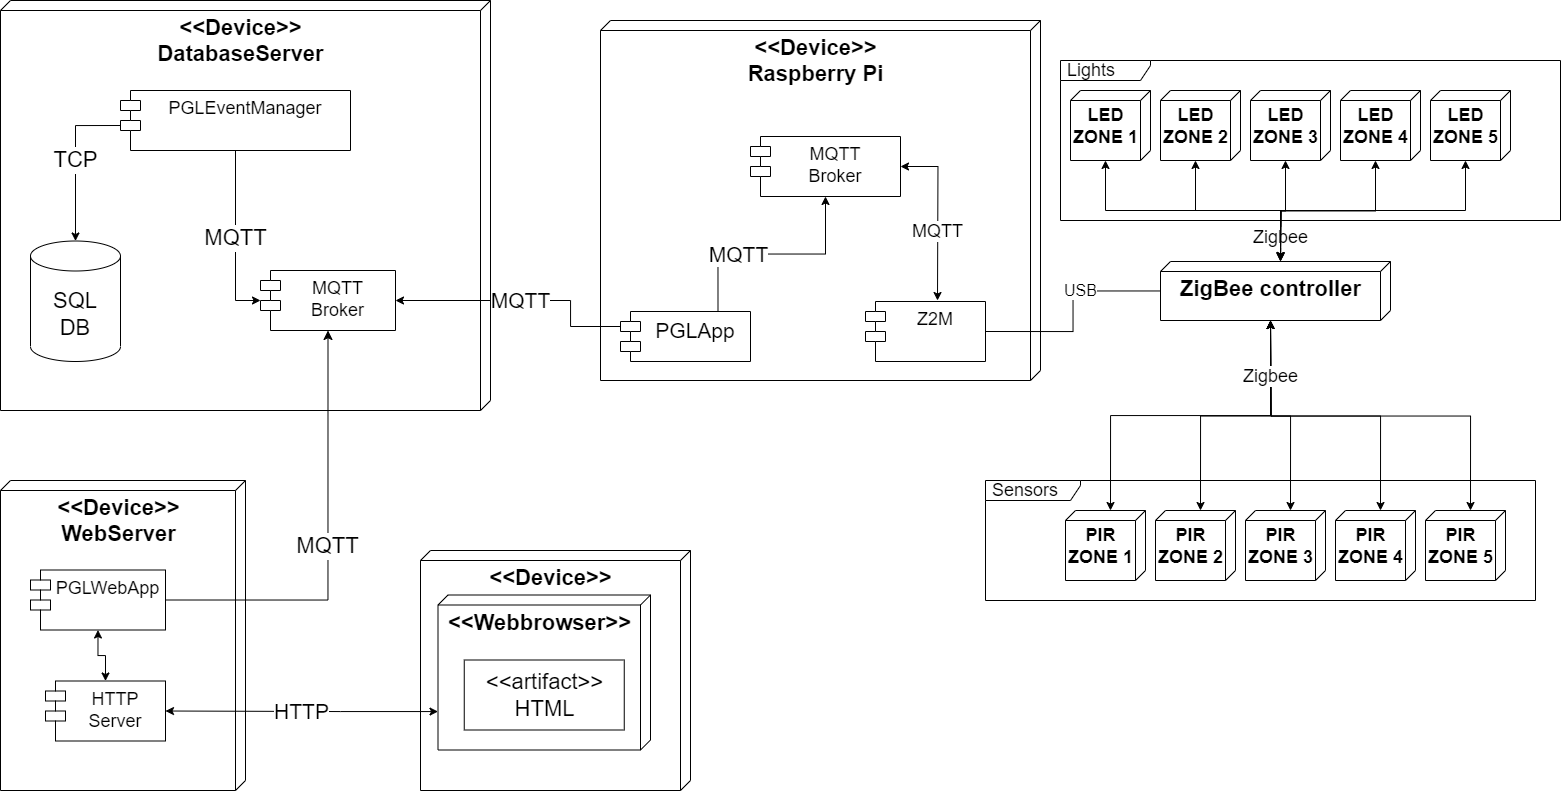 <<Device>>
DatabaseServer
PGLEventManager
TCP
MQTT
SQL
DB
MQTT
Broker
MQTT
<<Device>>
Raspberry Pi
MQTT
Broker
MQTT
MQTT
PGLApp
Z2M
USB
Lights
LED
ZONE 1
LED
ZONE 2
LED
ZONE 3
LED
ZONE 4
LED
ZONE 5
Zigbee
ZigBee controller
Zigbee
Sensors
PIR
ZONE 1
PIR
ZONE 2
PIR
ZONE 3
PIR
ZONE 4
PIR
ZONE 5
<<Device>>
WebServer
PGLWebApp
MQTT
HTTP
Server
HTTP
<<Device>>
<<Webbrowser>>
<<artifact>>
HTML